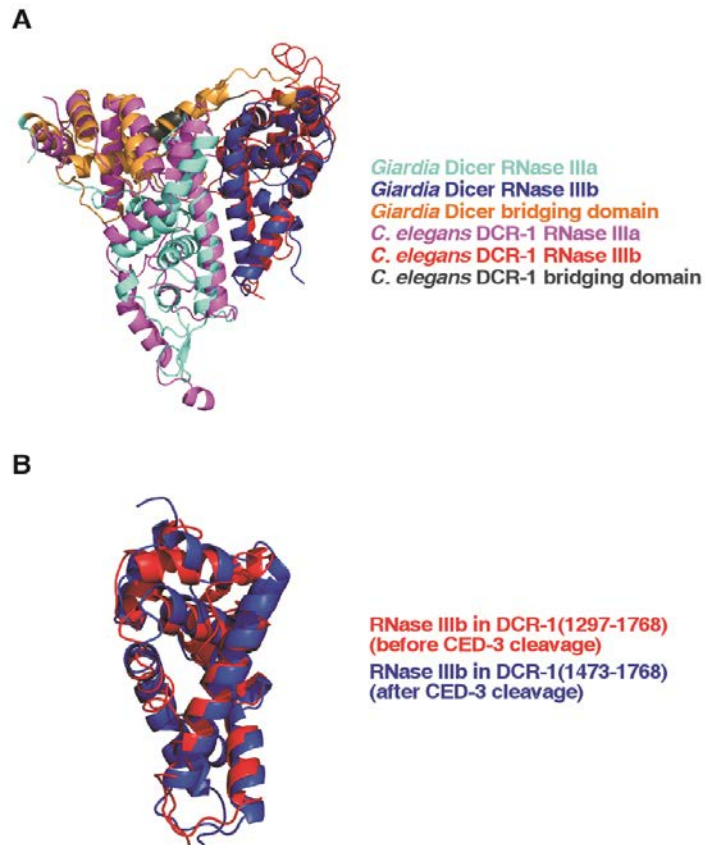 A
Giardia Dicer RNase IIIa
Giardia Dicer RNase IIIb
Giardia Dicer bridging domain
C. elegans DCR-1 RNase IIIa
C. elegans DCR-1 RNase IIIb
C. elegans DCR-1 bridging domain
B
RNase IIIb in DCR-1(1297-1768)
(before CED-3 cleavage)
RNase IIIb in DCR-1(1473-1768)
(after CED-3 cleavage)